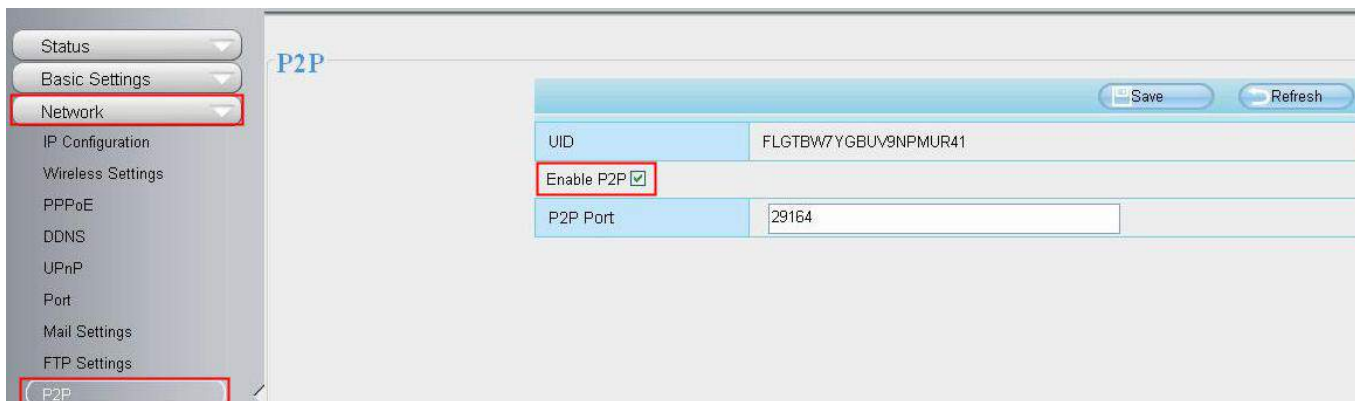 Status
Basic Settings
Network
IP Configuration
Wireless Settings
PPPoE
DDNS
UPnP
Port
Mail Settings
FTP Settings
P2P
P2P
Save Refresh
UID FLGTBW7YGBUV9NPMUR41
Enable P2P
P2P Port 29164